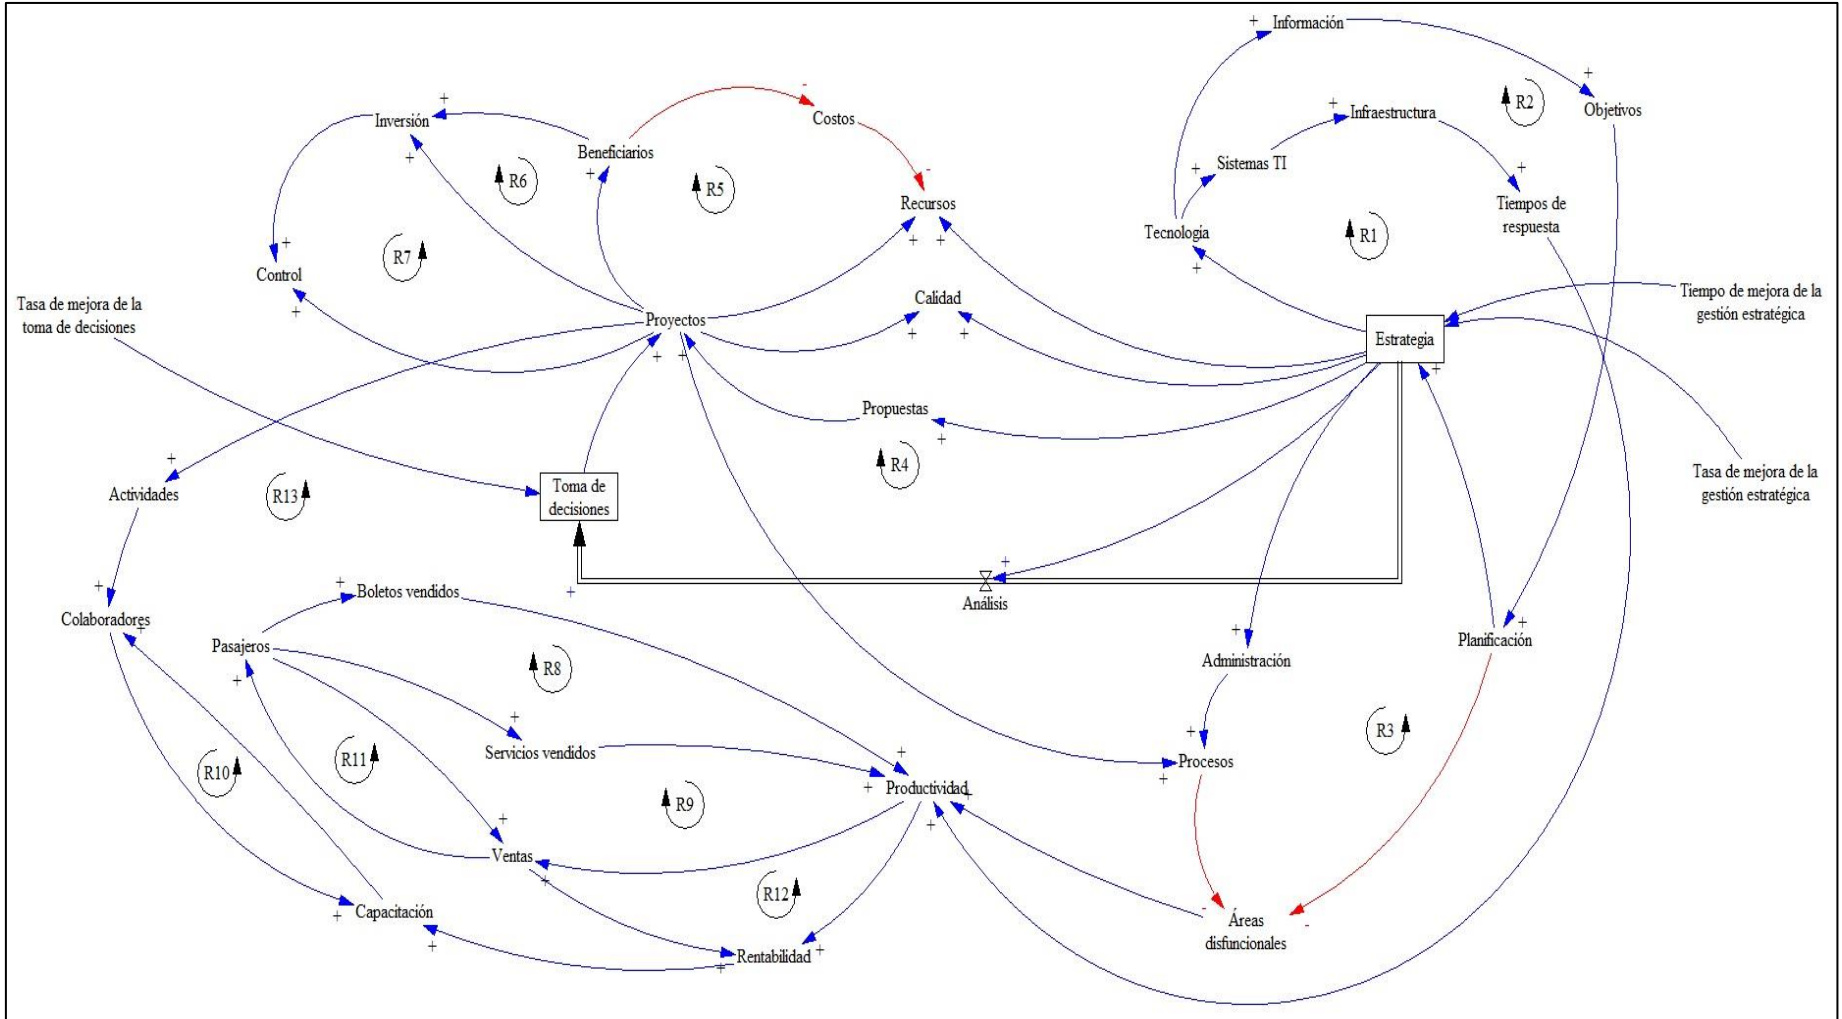 + Información
+
Objetivos
R2
+ Infraestructura
+
Sistemas TI
+
Tiempos de
respuesta
+
Tecnología
+
R1
-
Costos
-
Recursos
+ +
+
Inversión
+
Beneficiarios
+
R6
R5
R7
+
Control
+
Tasa de mejora de la
toma de decisiones
Proyectos
+ +
Calidad
+ +
Tiempo de mejora de la
gestión estratégica
Estrategia
+
Propuestas
+
R4
Tasa de mejora de la
gestión estratégica
+
Actividades
R13
Toma de
decisiones
+
+
Análisis
+
Colaboradores
+
+ Boletos vendidos
Pasajeros
+
R8
+
Administración
+
Planificación
+
Servicios vendidos
+
Procesos
+
R3
R10
R11
+
+ Productividad
+
+
R9
+
Ventas
+
R12
+ Capacitación
+
Rentabilidad +
+
-
Áreas
disfuncionales
-